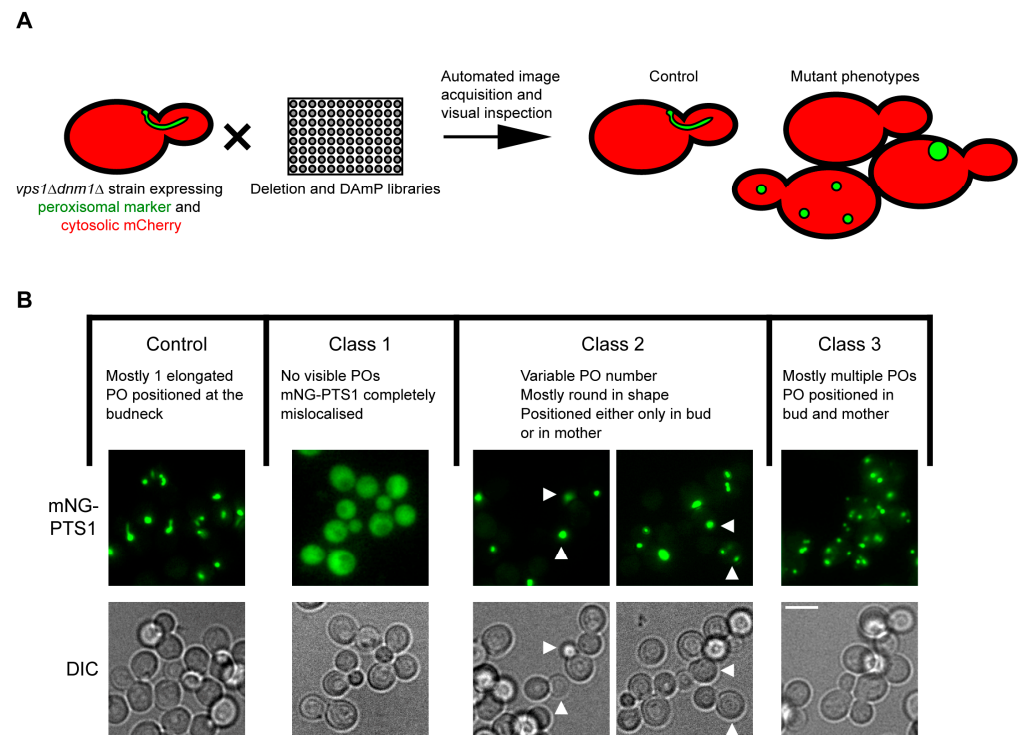 A
Automated image
acquisition and
visual inspection
Control
Mutant phenotypes
vps1Δdnm1Δ strain expressing
peroxisomal marker and
cytosolic mCherry
Deletion and DAmP libraries
B
Control
Mostly 1 elongated
PO positioned at the
budneck
Class 1
No visible POs
mNG-PTS1 completely
mislocalised
Class 2
Variable PO number
Mostly round in shape
Positioned either only in bud
or in mother
Class 3
Mostly multiple POs
PO positioned in
bud and mother
mNG-
PTS1
DIC